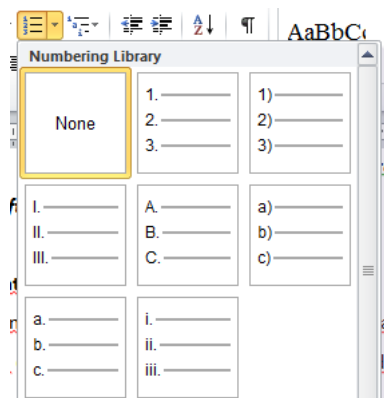 AaBbC
Numbering Library
None
1.
2.
3.
1)
2)
3)
I.
II.
III.
A.
B.
C.
a)
b)
c)
a.
b.
c.
i.
ii.
iii.